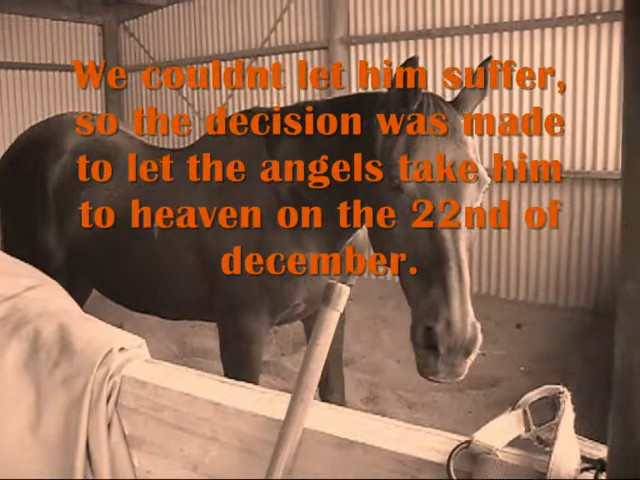 We couldnt let him suffer,
so the decision was made
to let the angels take him
to heaven on the 22nd of
december.